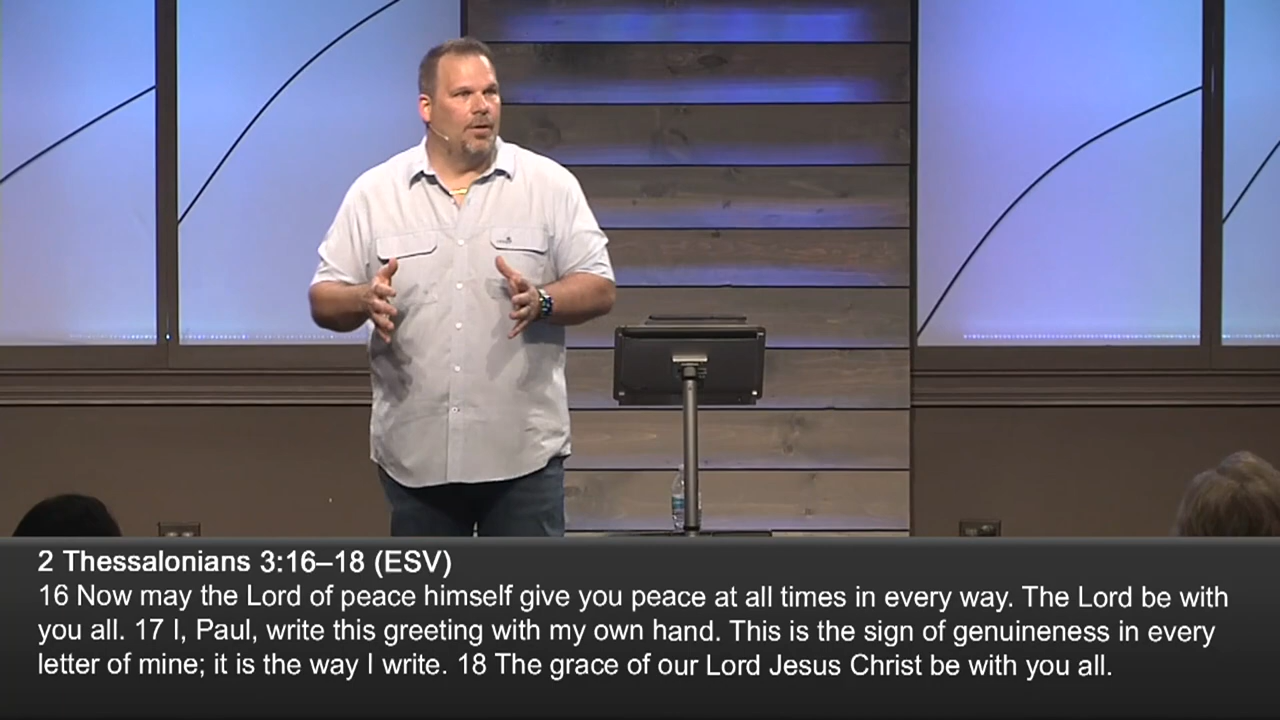 2 Thessalonians 3:16–18 (ESV)
16 Now may the Lord of peace himself give you peace at all times in every way. The Lord be with
you all. 17 I, Paul, write this greeting with my own hand. This is the sign of genuineness in every
letter of mine; it is the way I write. 18 The grace of our Lord Jesus Christ be with you all.